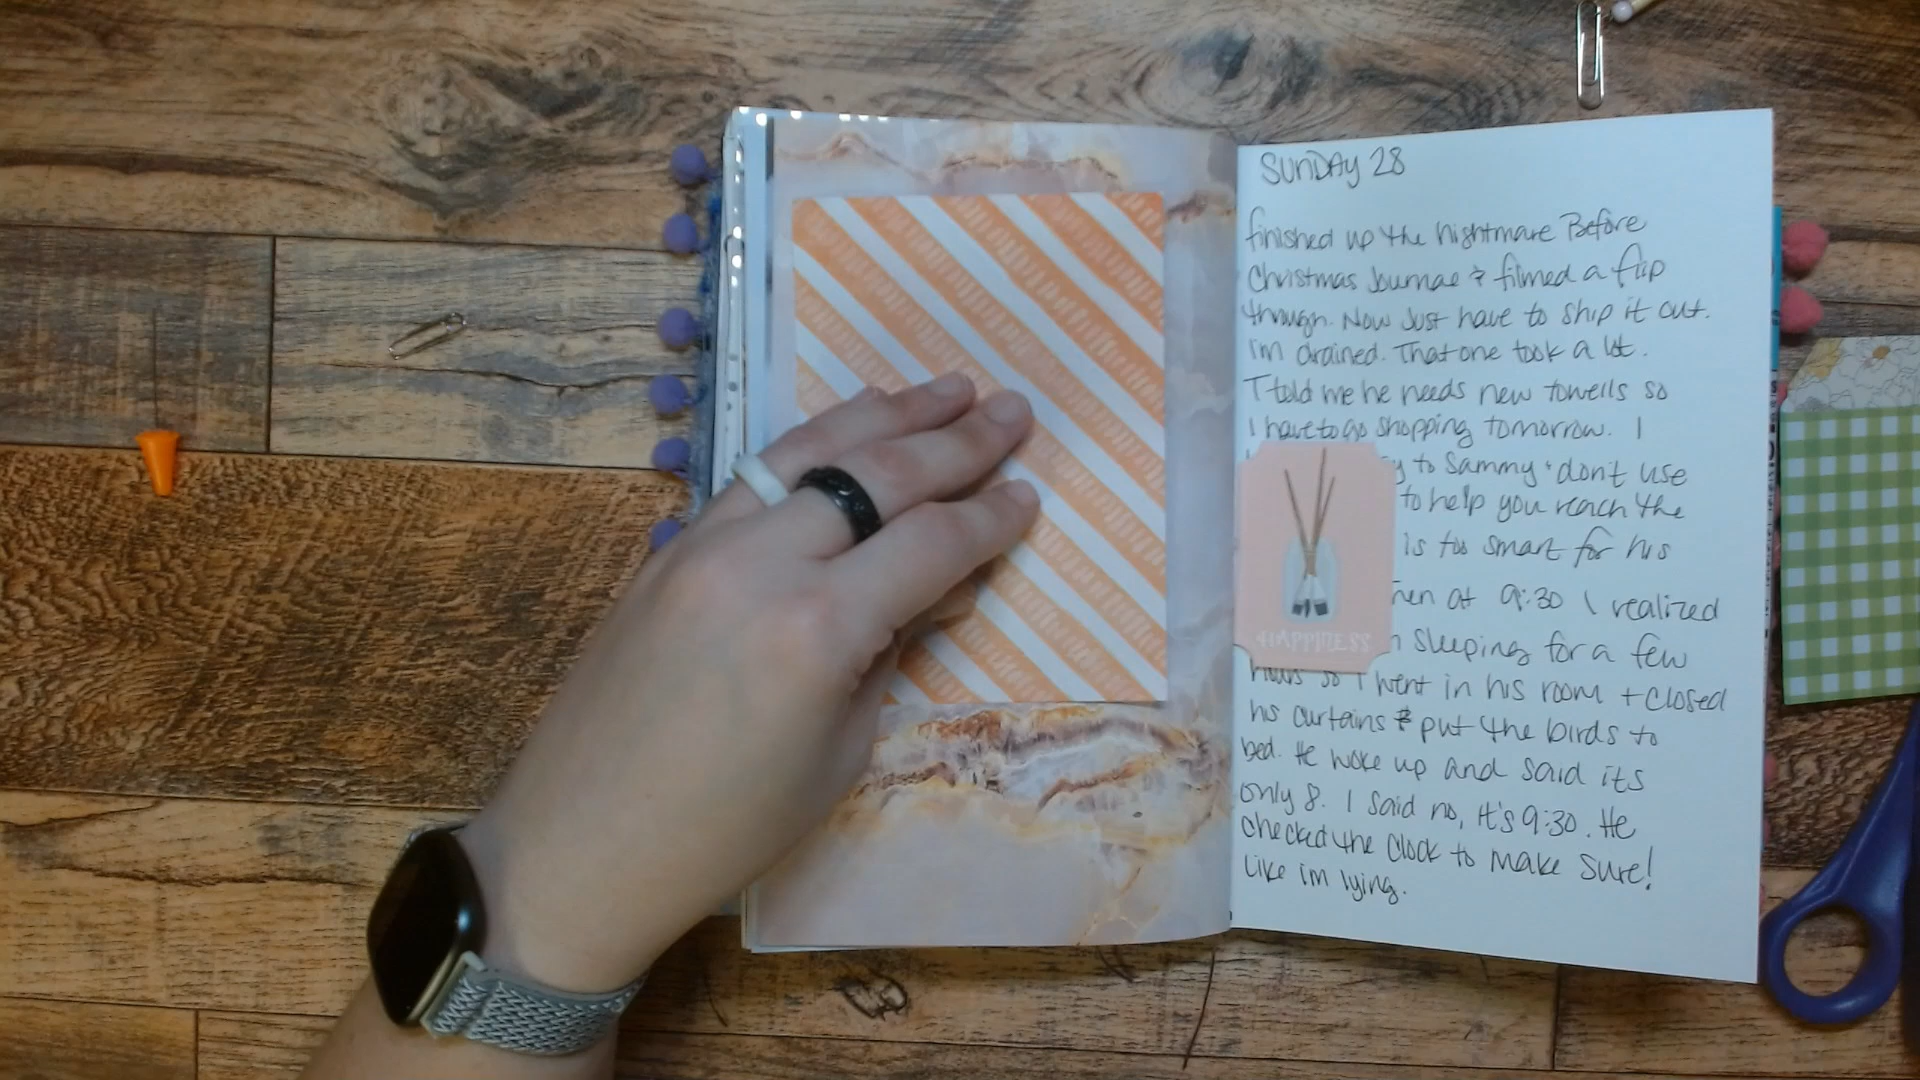 SUNDAY 28
finished up the nightmare Before
Christmas Journal & filmed a flip
through. Now Just have to ship it out.
I'm drained. That one took a lot.
T told me he needs new towells so
I have to go shopping tomorrow. I
to Sammy & don't use
to help you reach the
is too smart for his
at 9:30 I realized
sleeping for a few
hours so I went in his room + closed
his curtains & put the birds to
bed. He woke up and said its
only 8. I said no, it's 9:30. He
checked the clock to make sure!
Like im lying.
HAPPINESS